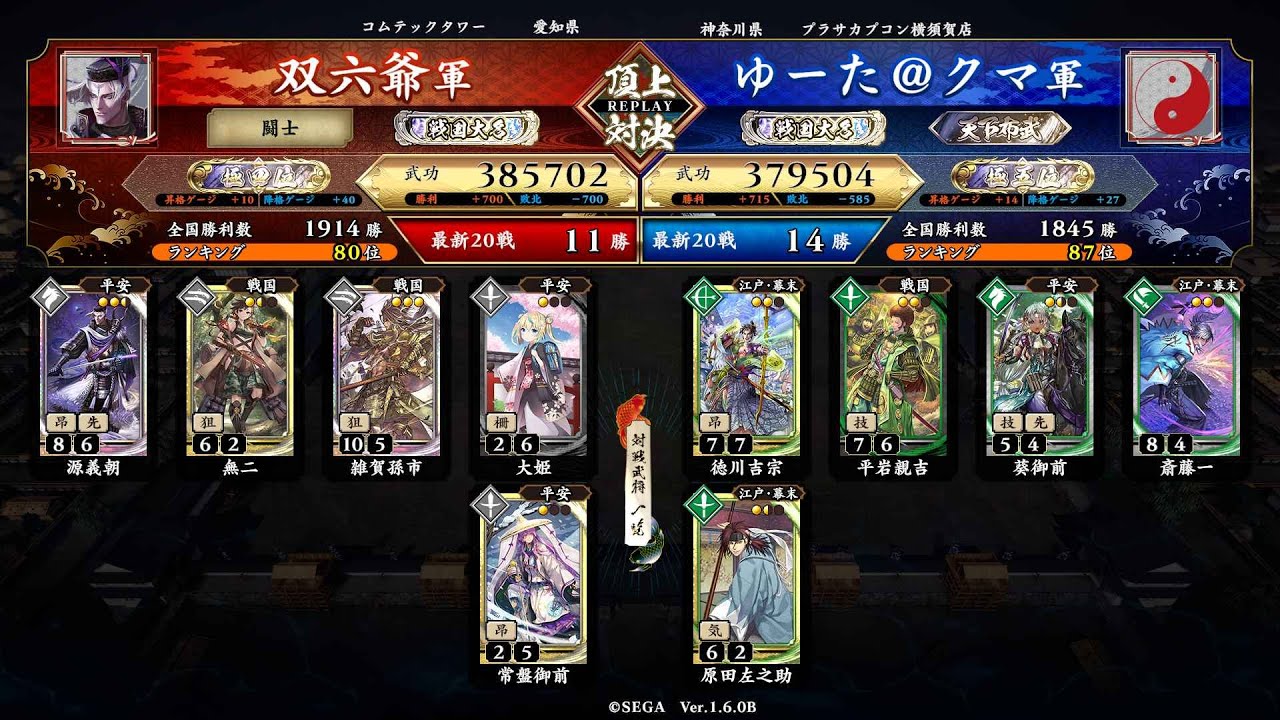 コムテックタワー 愛知県
神奈川県 プラサカプコン横須賀店
双六爺軍
頂上
REPLAY
対決
ゆーた@クマ軍
闘士
戦国大名
戦国大名
天下布武
極四位
昇格ゲージ +10 降格ゲージ +40
武功 385702
勝利 +700 敗北 -700
武功 379504
勝利 +715 敗北 -585
極五位
昇格ゲージ +14 降格ゲージ +27
全国勝利数 1914勝
ランキング 80位
最新20戦 11勝
最新20戦 14勝
全国勝利数 1845勝
ランキング 87位
平安
昂 先
8 6
源義朝
戦国
狙
6 2
無二
戦国
狙
10 5
雑賀孫市
平安
柵
2 6
大姫
対戦武将一覧
江戸・幕末
昂
7 7
徳川吉宗
戦国
技
7 6
平岩親吉
平安
技 先
5 4
葵御前
江戸・幕末
8 4
斎藤一
平安
昂
2 5
常盤御前
江戸・幕末
気
6 2
原田左之助
©SEGA Ver.1.6.0B